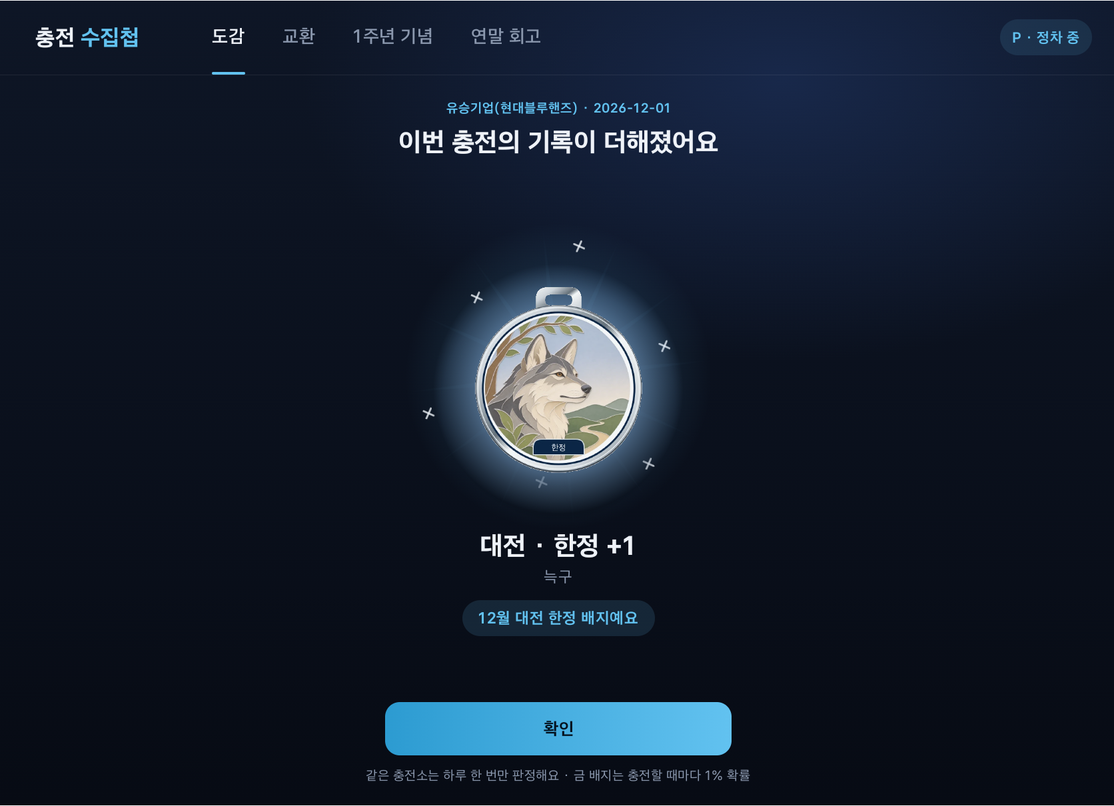 충전 수집첩
도감
교환
1주년 기념
연말 회고
P · 정차 중
유승기업(현대블루핸즈) · 2026-12-01
이번 충전의 기록이 더해졌어요
한정
대전 · 한정 +1
늑구
12월 대전 한정 배지예요
확인
같은 충전소는 하루 한 번만 판정해요 · 금 배지는 충전할 때마다 1% 확률